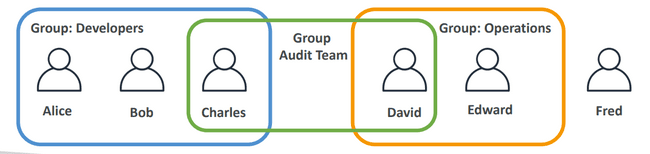 Group: Developers
Group
Audit Team
Group: Operations
Alice
Bob
Charles
David
Edward
Fred